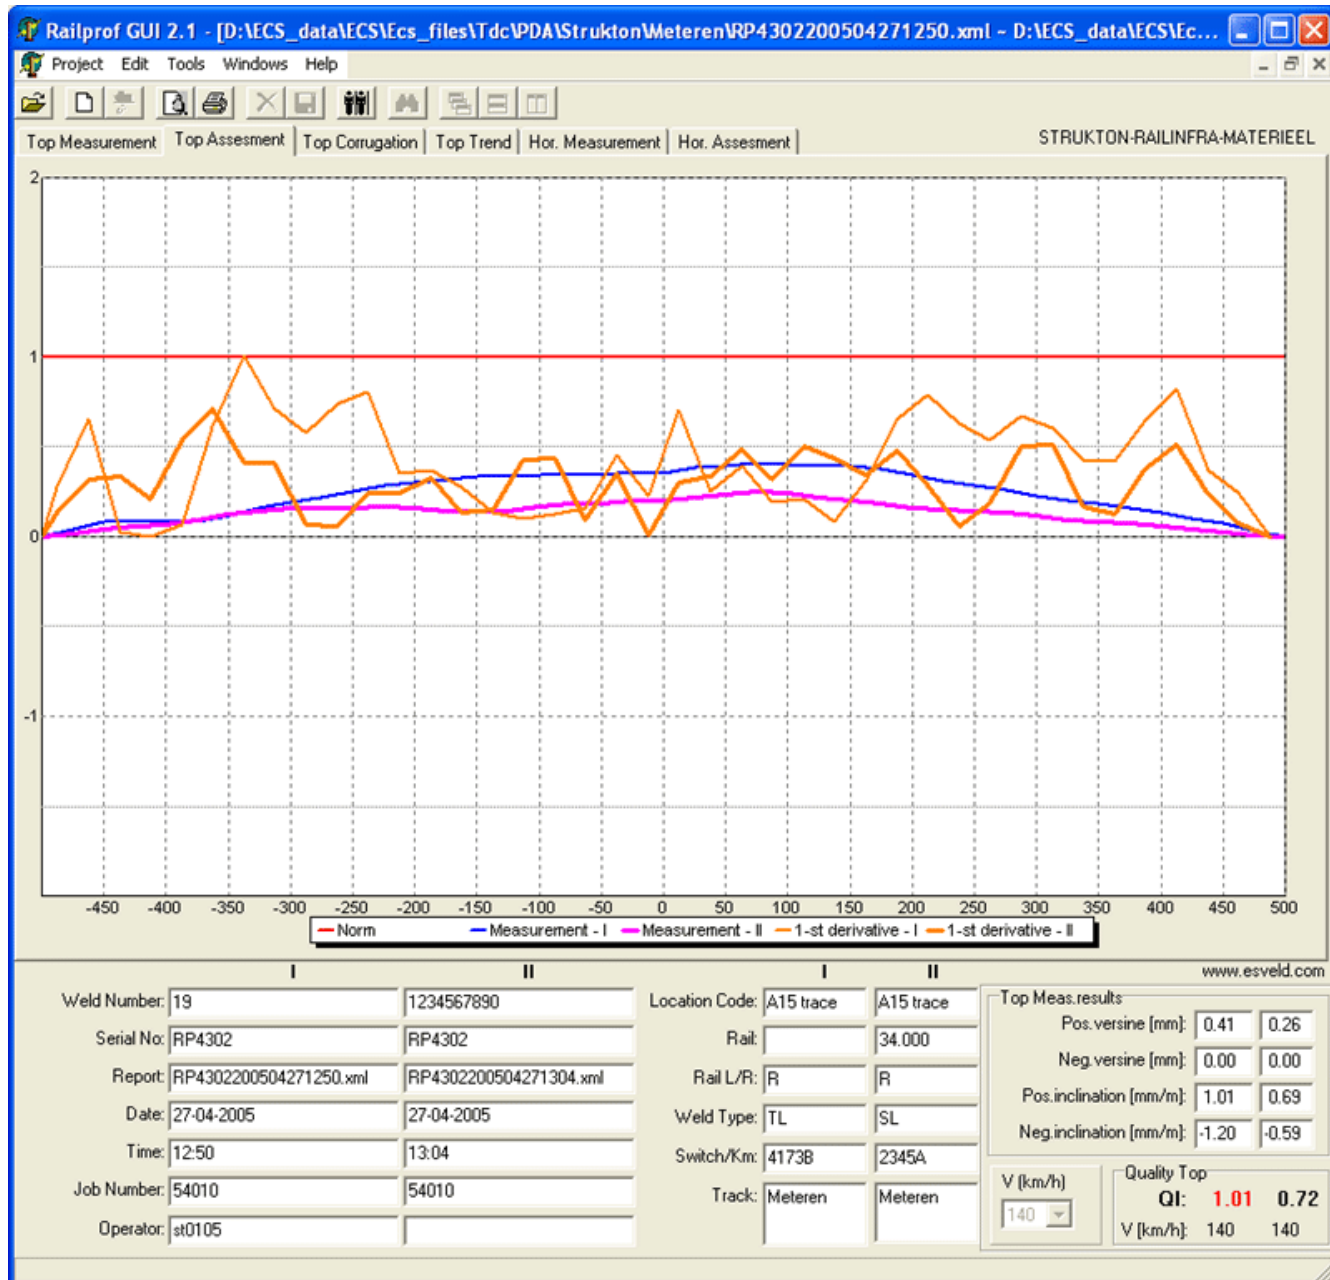 Railprof GUI 2.1 - [D:\ECS_data\ECS\Ecs_files\Tdc\PDA\Strukton\Meteren\RP4302200504271250.xml ~ D:\ECS_data\ECS\Ec...
Project Edit Tools Windows Help
Top Measurement Top Assesment Top Corrugation Top Trend Hor. Measurement Hor. Assesment STRUKTON-RAILINFRA-MATERIEEL
2
1
0
-1
-450 -400 -350 -300 -250 -200 -150 -100 -50 0 50 100 150 200 250 300 350 400 450 500
Norm Measurement - I Measurement - II 1-st derivative - I 1-st derivative - II
I II I II www.esveld.com
Weld Number: 19 1234567890 Location Code: A15 trace A15 trace Top Meas.results
Pos.versine [mm]: 0.41 0.26
Serial No: RP4302 RP4302 Rail: 34.000
Neg.versine [mm]: 0.00 0.00
Report: RP4302200504271250.xml RP4302200504271304.xml Rail L/R: R R
Pos.inclination [mm/m]: 1.01 0.69
Date: 27-04-2005 27-04-2005 Weld Type: TL SL
Neg.inclination [mm/m]: -1.20 -0.59
Time: 12:50 13:04 Switch/Km: 4173B 2345A
V (km/h) Quality Top
Job Number: 54010 54010 Track: Meteren Meteren
140 QI: 1.01 0.72
Operator: st0105 V [km/h]: 140 140